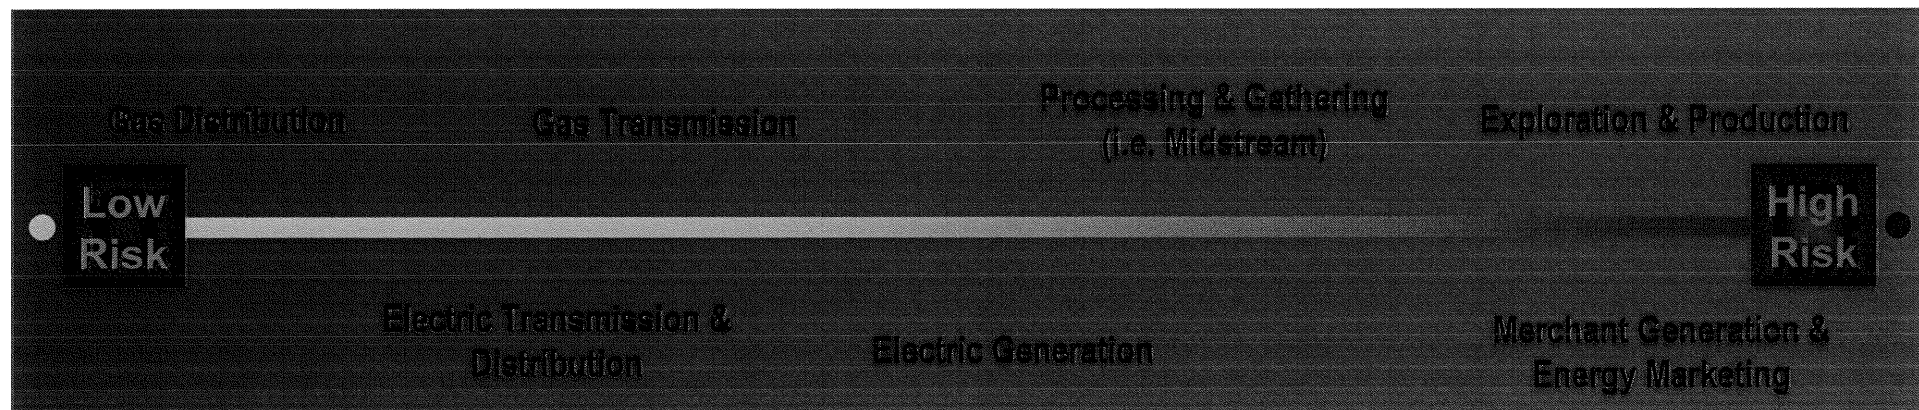 Gas Distribution
Gas Transmission
Processing & Gathering
(i.e. Midstream)
Exploration & Production
Low
Risk
High
Risk
Electric Transmission &
Distribution
Electric Generation
Merchant Generation &
Energy Marketing